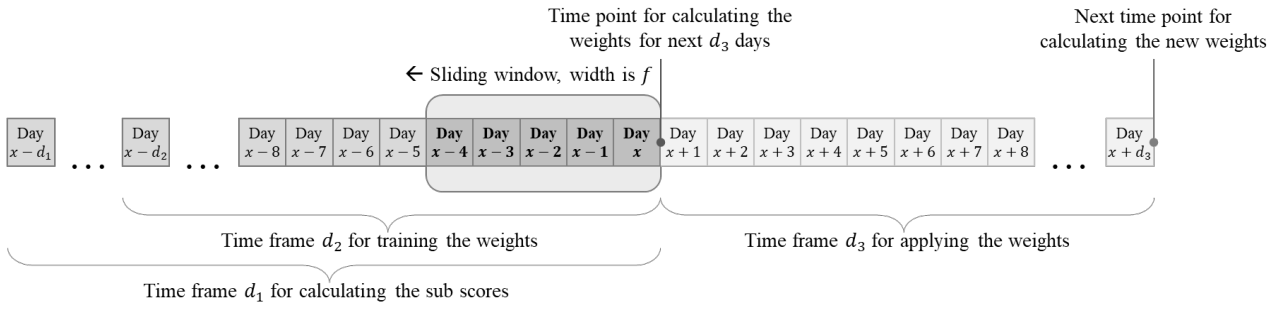 Time point for calculating the
weights for next d₃ days
Next time point for
calculating the new weights
← Sliding window, width is f
Day x − d₁ ... Day x − d₂ ... Day x − 8 Day x − 7 Day x − 6 Day x − 5 Day x − 4 Day x − 3 Day x − 2 Day x − 1 Day x Day x + 1 Day x + 2 Day x + 3 Day x + 4 Day x + 5 Day x + 6 Day x + 7 Day x + 8 ... Day x + d₃
Time frame d₂ for training the weights
Time frame d₃ for applying the weights
Time frame d₁ for calculating the sub scores